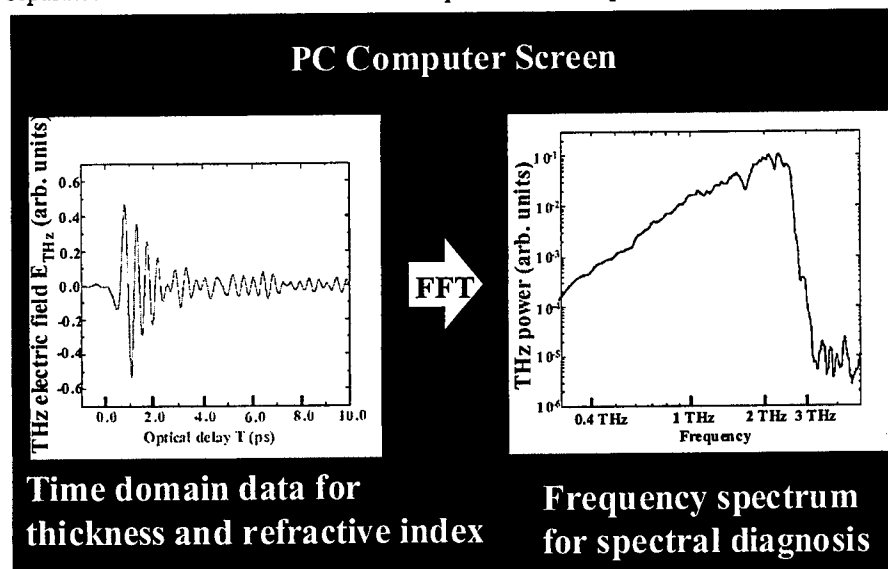 PC Computer Screen
THz electric field E_THz (arb. units)
0.6
0.4
0.2
0.0
-0.2
-0.4
-0.6
0.0 2.0 4.0 6.0 8.0 10.0
Optical delay T (ps)
FFT
THz power (arb. units)
10^-1
10^-2
10^-3
10^-4
10^-5
10^-6
0.4 THz 1 THz 2 THz 3 THz
Frequency
Time domain data for
thickness and refractive index
Frequency spectrum
for spectral diagnosis